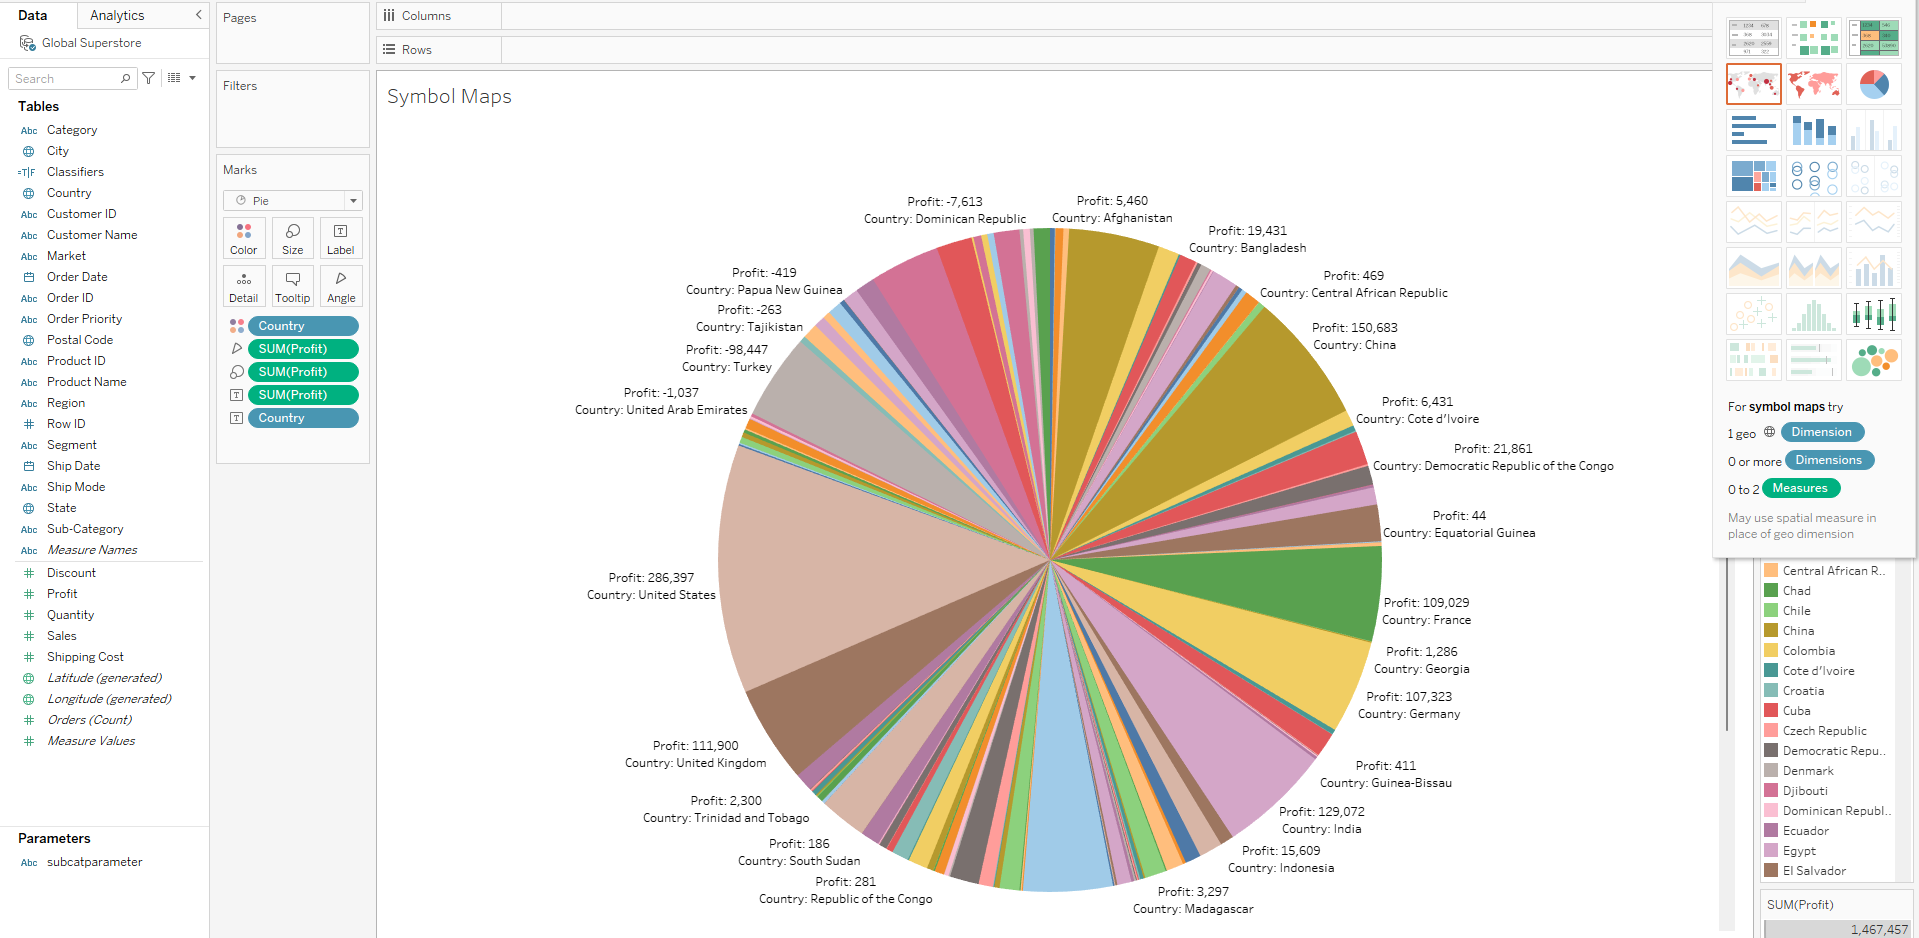 Data
Analytics
Global Superstore
Search
Tables
Abc Category
City
=T|F Classifiers
Country
Abc Customer ID
Abc Customer Name
Abc Market
Order Date
Abc Order ID
Abc Order Priority
Postal Code
Abc Product ID
Abc Product Name
Abc Region
# Row ID
Abc Segment
Ship Date
Abc Ship Mode
State
Abc Sub-Category
Abc Measure Names
# Discount
# Profit
# Quantity
# Sales
# Shipping Cost
Latitude (generated)
Longitude (generated)
# Orders (Count)
# Measure Values
Parameters
Abc subcatparameter
Pages
Filters
Marks
Pie
Color Size Label
Detail Tooltip Angle
Country
SUM(Profit)
SUM(Profit)
SUM(Profit)
Country
Columns
Rows
Symbol Maps
Profit: -7,613
Country: Dominican Republic
Profit: 5,460
Country: Afghanistan
Profit: 19,431
Country: Bangladesh
Profit: 469
Country: Central African Republic
Profit: 150,683
Country: China
Profit: 6,431
Country: Cote d'Ivoire
Profit: 21,861
Country: Democratic Republic of the Congo
Profit: 44
Country: Equatorial Guinea
Profit: 109,029
Country: France
Profit: 1,286
Country: Georgia
Profit: 107,323
Country: Germany
Profit: 411
Country: Guinea-Bissau
Profit: 129,072
Country: India
Profit: 15,609
Country: Indonesia
Profit: 3,297
Country: Madagascar
Profit: 281
Country: Republic of the Congo
Profit: 186
Country: South Sudan
Profit: 2,300
Country: Trinidad and Tobago
Profit: 111,900
Country: United Kingdom
Profit: 286,397
Country: United States
Profit: -1,037
Country: United Arab Emirates
Profit: -98,447
Country: Turkey
Profit: -263
Country: Tajikistan
Profit: -419
Country: Papua New Guinea
For symbol maps try
1 geo Dimension
0 or more Dimensions
0 to 2 Measures
May use spatial measure in
place of geo dimension
Central African R..
Chad
Chile
China
Colombia
Cote d'Ivoire
Croatia
Cuba
Czech Republic
Democratic Repu..
Denmark
Djibouti
Dominican Republ..
Ecuador
Egypt
El Salvador
SUM(Profit)
1,467,457